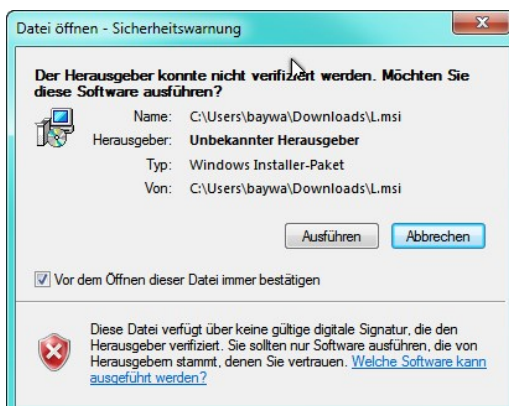 Datei öffnen - Sicherheitswarnung
Der Herausgeber konnte nicht verifiziert werden. Möchten Sie
diese Software ausführen?
Name: C:\Users\baywa\Downloads\L.msi
Herausgeber: Unbekannter Herausgeber
Typ: Windows Installer-Paket
Von: C:\Users\baywa\Downloads\L.msi
Ausführen Abbrechen
Vor dem Öffnen dieser Datei immer bestätigen
Diese Datei verfügt über keine gültige digitale Signatur, die den
Herausgeber verifiziert. Sie sollten nur Software ausführen, die von
Herausgebern stammt, denen Sie vertrauen. Welche Software kann
ausgeführt werden?